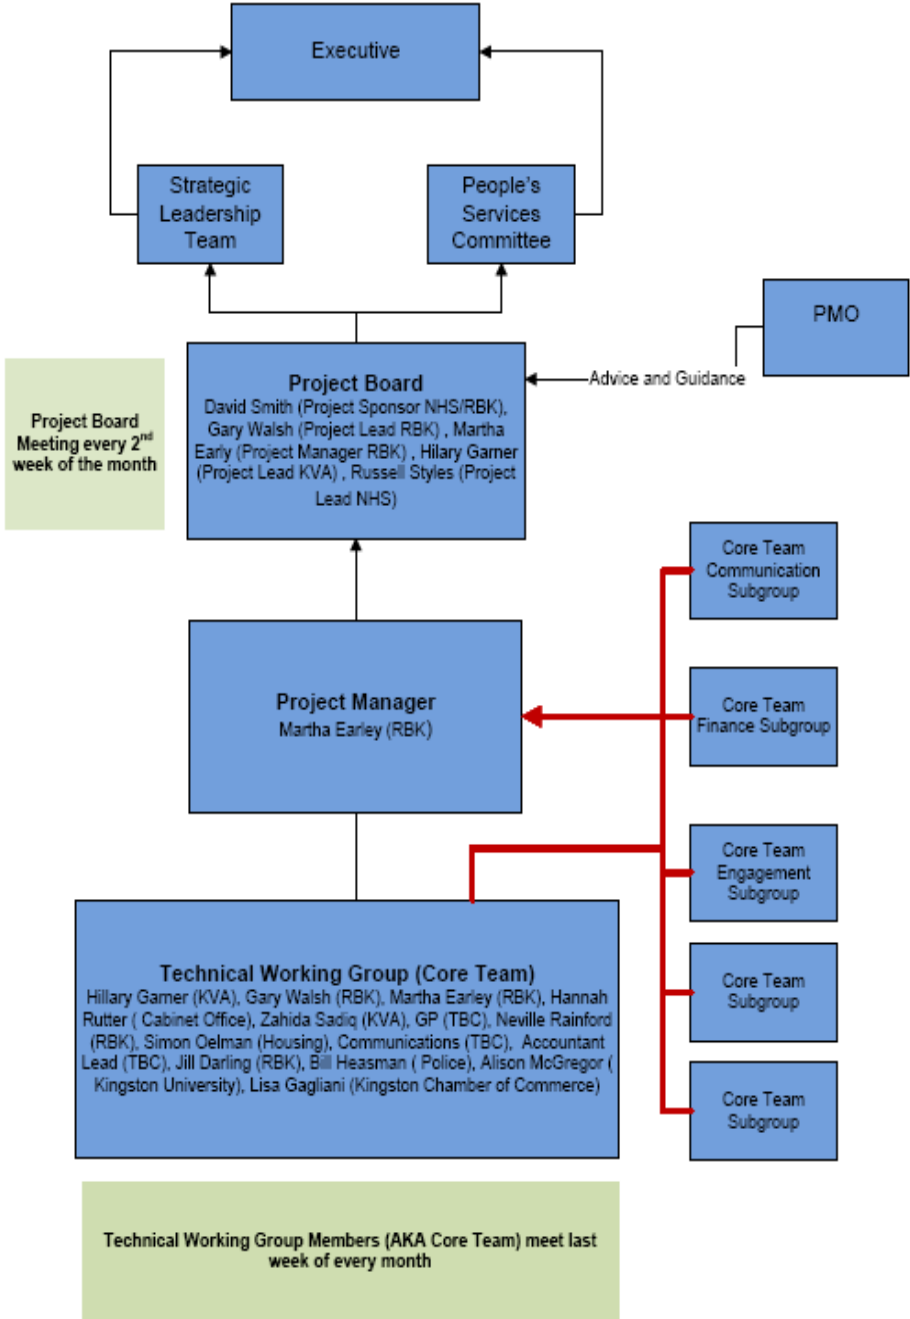 Executive
Strategic
Leadership
Team
People's
Services
Committee
PMO
Advice and Guidance
Project Board
David Smith (Project Sponsor NHS/RBK),
Gary Walsh (Project Lead RBK) , Martha
Early (Project Manager RBK) , Hilary Garner
(Project Lead KVA) , Russell Styles (Project
Lead NHS)
Project Board
Meeting every 2nd
week of the month
Core Team
Communication
Subgroup
Project Manager
Martha Earley (RBK)
Core Team
Finance Subgroup
Core Team
Engagement
Subgroup
Technical Working Group (Core Team)
Hillary Garner (KVA), Gary Walsh (RBK), Martha Earley (RBK), Hannah
Rutter ( Cabinet Office), Zahida Sadiq (KVA), GP (TBC), Neville Rainford
(RBK), Simon Oelman (Housing), Communications (TBC),  Accountant
Lead (TBC), Jill Darling (RBK), Bill Heasman ( Police), Alison McGregor (
Kingston University), Lisa Gagliani (Kingston Chamber of Commerce)
Core Team
Subgroup
Core Team
Subgroup
Technical Working Group Members (AKA Core Team) meet last
week of every month